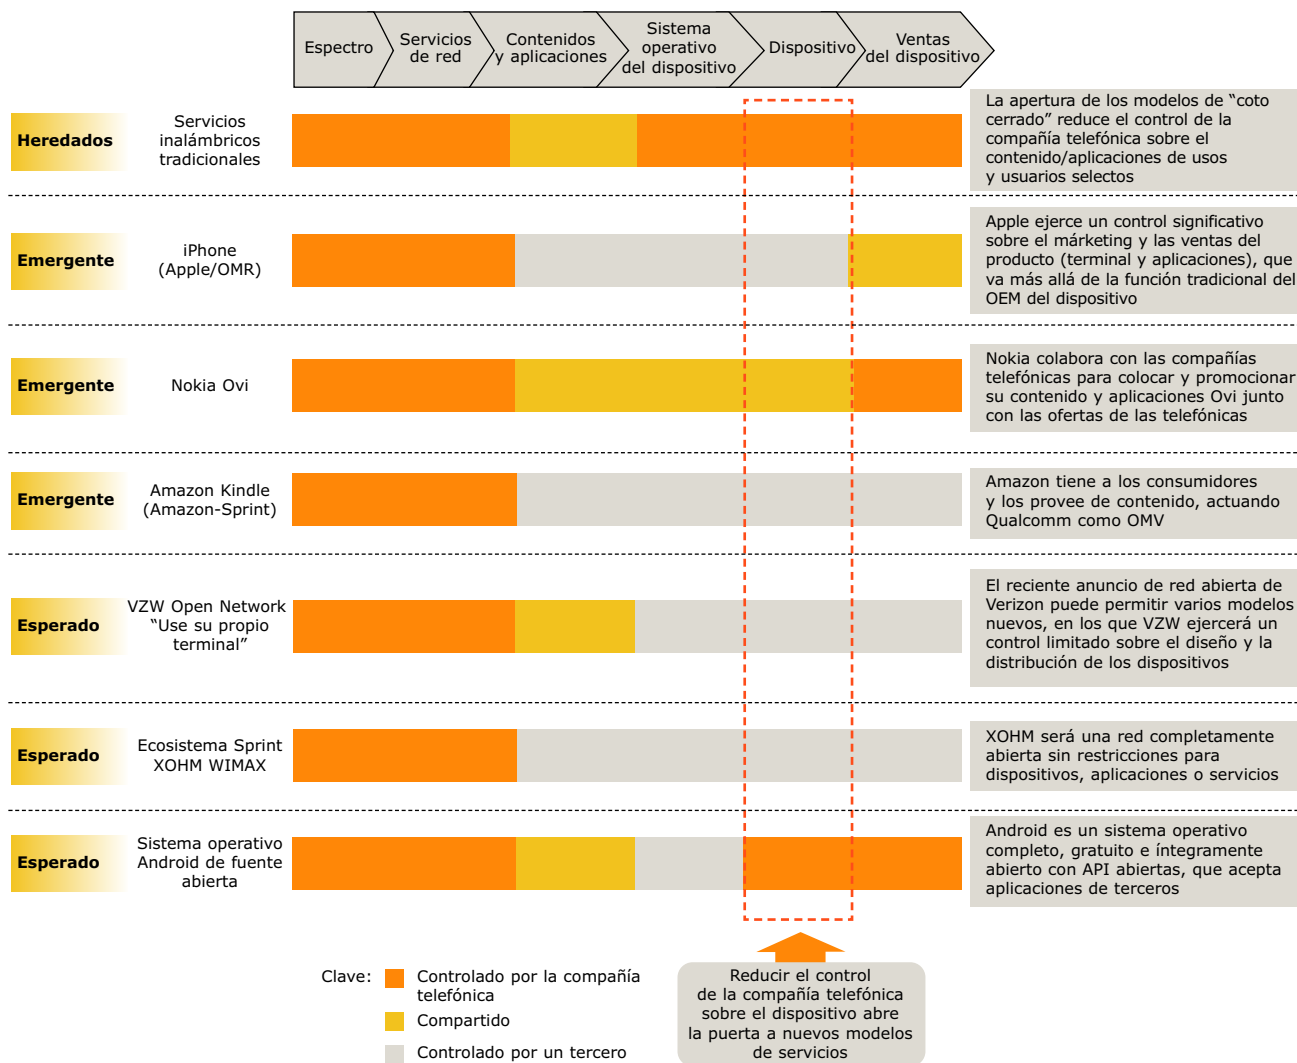 Espectro
Servicios
de red
Contenidos
y aplicaciones
Sistema
operativo
del dispositivo
Dispositivo
Ventas
del dispositivo
Heredados
Servicios
inalámbricos
tradicionales
La apertura de los modelos de “coto
cerrado” reduce el control de la
compañía telefónica sobre el
contenido/aplicaciones de usos
y usuarios selectos
Emergente
iPhone
(Apple/OMR)
Apple ejerce un control significativo
sobre el márketing y las ventas del
producto (terminal y aplicaciones), que
va más allá de la función tradicional del
OEM del dispositivo
Emergente
Nokia Ovi
Nokia colabora con las compañías
telefónicas para colocar y promocionar
su contenido y aplicaciones Ovi junto
con las ofertas de las telefónicas
Emergente
Amazon Kindle
(Amazon-Sprint)
Amazon tiene a los consumidores
y los provee de contenido, actuando
Qualcomm como OMV
Esperado
VZW Open Network
“Use su propio
terminal”
El reciente anuncio de red abierta de
Verizon puede permitir varios modelos
nuevos, en los que VZW ejercerá un
control limitado sobre el diseño y la
distribución de los dispositivos
Esperado
Ecosistema Sprint
XOHM WIMAX
XOHM será una red completamente
abierta sin restricciones para
dispositivos, aplicaciones o servicios
Esperado
Sistema operativo
Android de fuente
abierta
Android es un sistema operativo
completo, gratuito e íntegramente
abierto con API abiertas, que acepta
aplicaciones de terceros
Clave:
Controlado por la compañía
telefónica
Compartido
Controlado por un tercero
Reducir el control
de la compañía telefónica
sobre el dispositivo abre
la puerta a nuevos modelos
de servicios